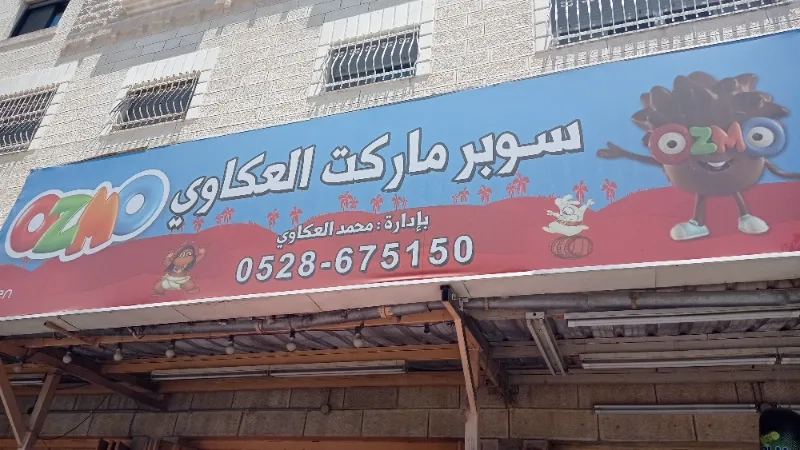 سوبر ماركت العكاوي
OZMO
OZMO
بإدارة : محمد العكاوي
0528-675150